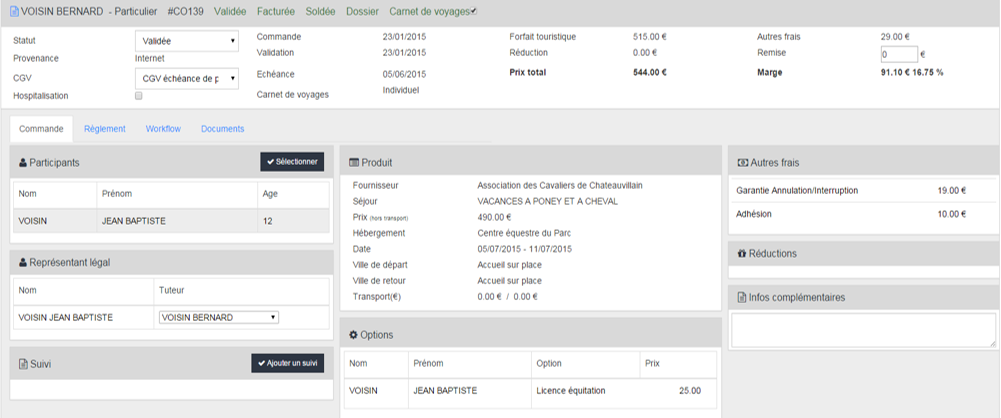 VOISIN BERNARD - Particulier #CO139 Validée Facturée Soldée Dossier Carnet de voyages
Statut Validée Commande 23/01/2015 Forfait touristique 515.00 € Autres frais 29.00 €
Provenance Internet Validation 23/01/2015 Réduction 0.00 € Remise 0 €
CGV CGV échéance de p Echéance 05/06/2015 Prix total 544.00 € Marge 91.10 € 16.75 %
Hospitalisation Carnet de voyages Individuel
Commande Règlement Workflow Documents
Participants Sélectionner
Nom Prénom Age
VOISIN JEAN BAPTISTE 12
Représentant légal
Nom Tuteur
VOISIN JEAN BAPTISTE VOISIN BERNARD
Suivi Ajouter un suivi
Produit
Fournisseur Association des Cavaliers de Chateauvillain
Séjour VACANCES A PONEY ET A CHEVAL
Prix (hors transport) 490.00 €
Hébergement Centre équestre du Parc
Date 05/07/2015 - 11/07/2015
Ville de départ Accueil sur place
Ville de retour Accueil sur place
Transport(€) 0.00 € / 0.00 €
Options
Nom Prénom Option Prix
VOISIN JEAN BAPTISTE Licence équitation 25.00
Autres frais
Garantie Annulation/Interruption 19.00 €
Adhésion 10.00 €
Réductions
Infos complémentaires